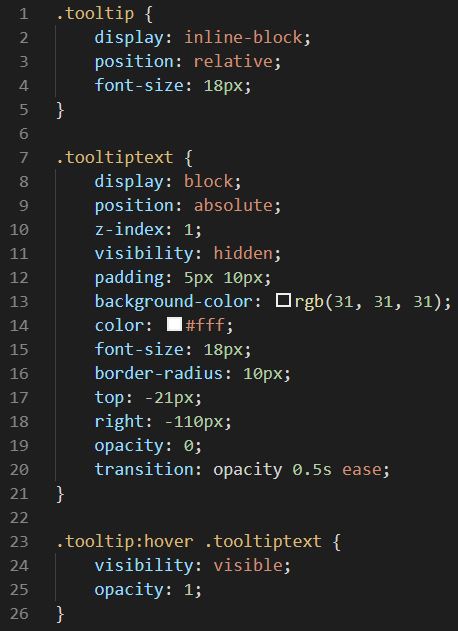 1 .tooltip {
2     display: inline-block;
3     position: relative;
4     font-size: 18px;
5 }
6
7 .tooltiptext {
8     display: block;
9     position: absolute;
10     z-index: 1;
11     visibility: hidden;
12     padding: 5px 10px;
13     background-color: rgb(31, 31, 31);
14     color: #fff;
15     font-size: 18px;
16     border-radius: 10px;
17     top: -21px;
18     right: -110px;
19     opacity: 0;
20     transition: opacity 0.5s ease;
21 }
22
23 .tooltip:hover .tooltiptext {
24     visibility: visible;
25     opacity: 1;
26 }